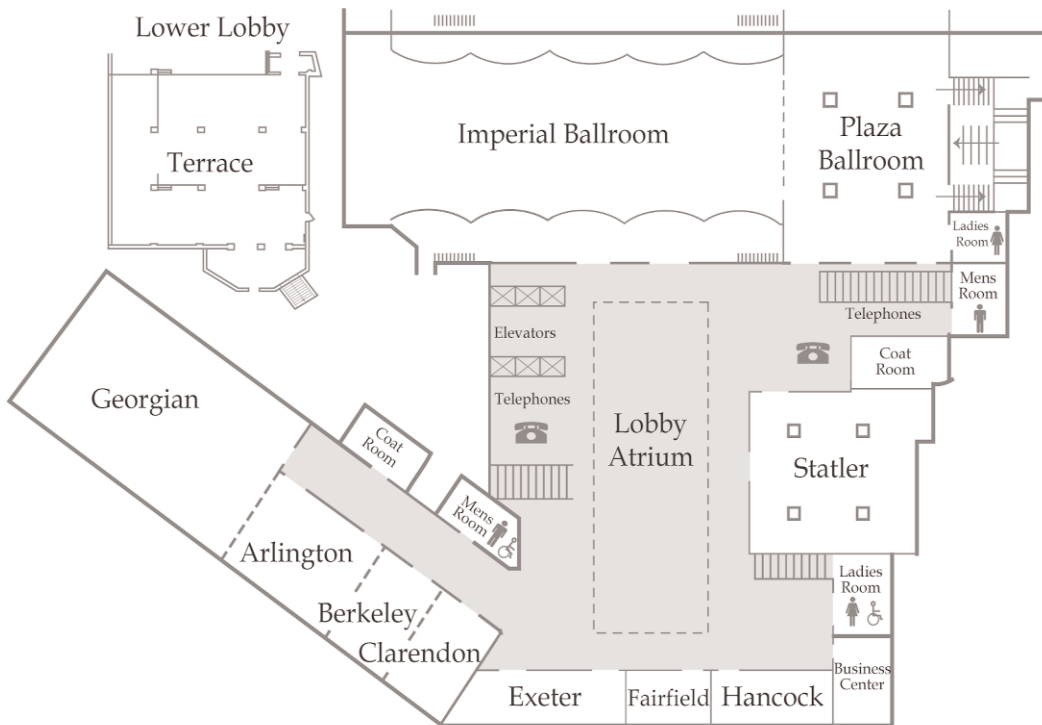 Lower Lobby
Terrace
Imperial Ballroom
Plaza
Ballroom
Ladies
Room
Mens
Room
Telephones
Coat
Room
Elevators
Telephones
Lobby
Atrium
Statler
Georgian
Coat
Room
Mens
Room
Arlington
Berkeley
Clarendon
Ladies
Room
Exeter
Fairfield
Hancock
Business
Center